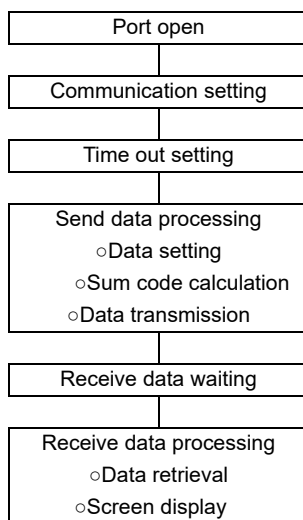 Port open
Communication setting
Time out setting
Send data processing
○Data setting
○Sum code calculation
○Data transmission
Receive data waiting
Receive data processing
○Data retrieval
○Screen display